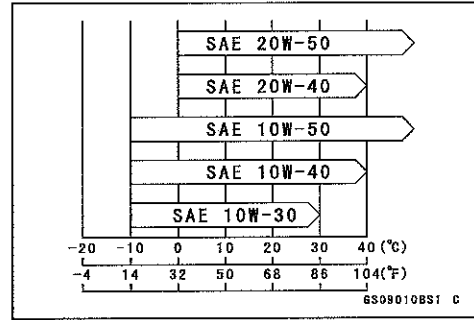 SAE 20W-50
SAE 20W-40
SAE 10W-50
SAE 10W-40
SAE 10W-30
-20 -10 0 10 20 30 40 (°C)
-4 14 32 50 68 86 104 (°F)
GS09010BS1 C